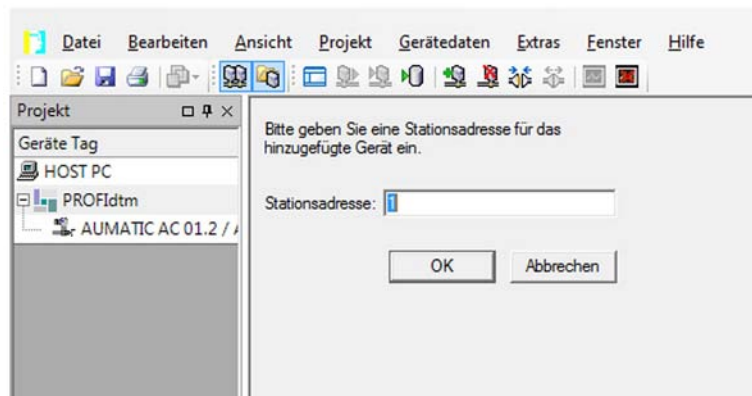 Datei Bearbeiten Ansicht Projekt Gerätedaten Extras Fenster Hilfe
Projekt
Geräte Tag
HOST PC
PROFIdtm
AUMATIC AC 01.2 /
Bitte geben Sie eine Stationsadresse für das
hinzugefügte Gerät ein.
Stationsadresse: 1
OK Abbrechen